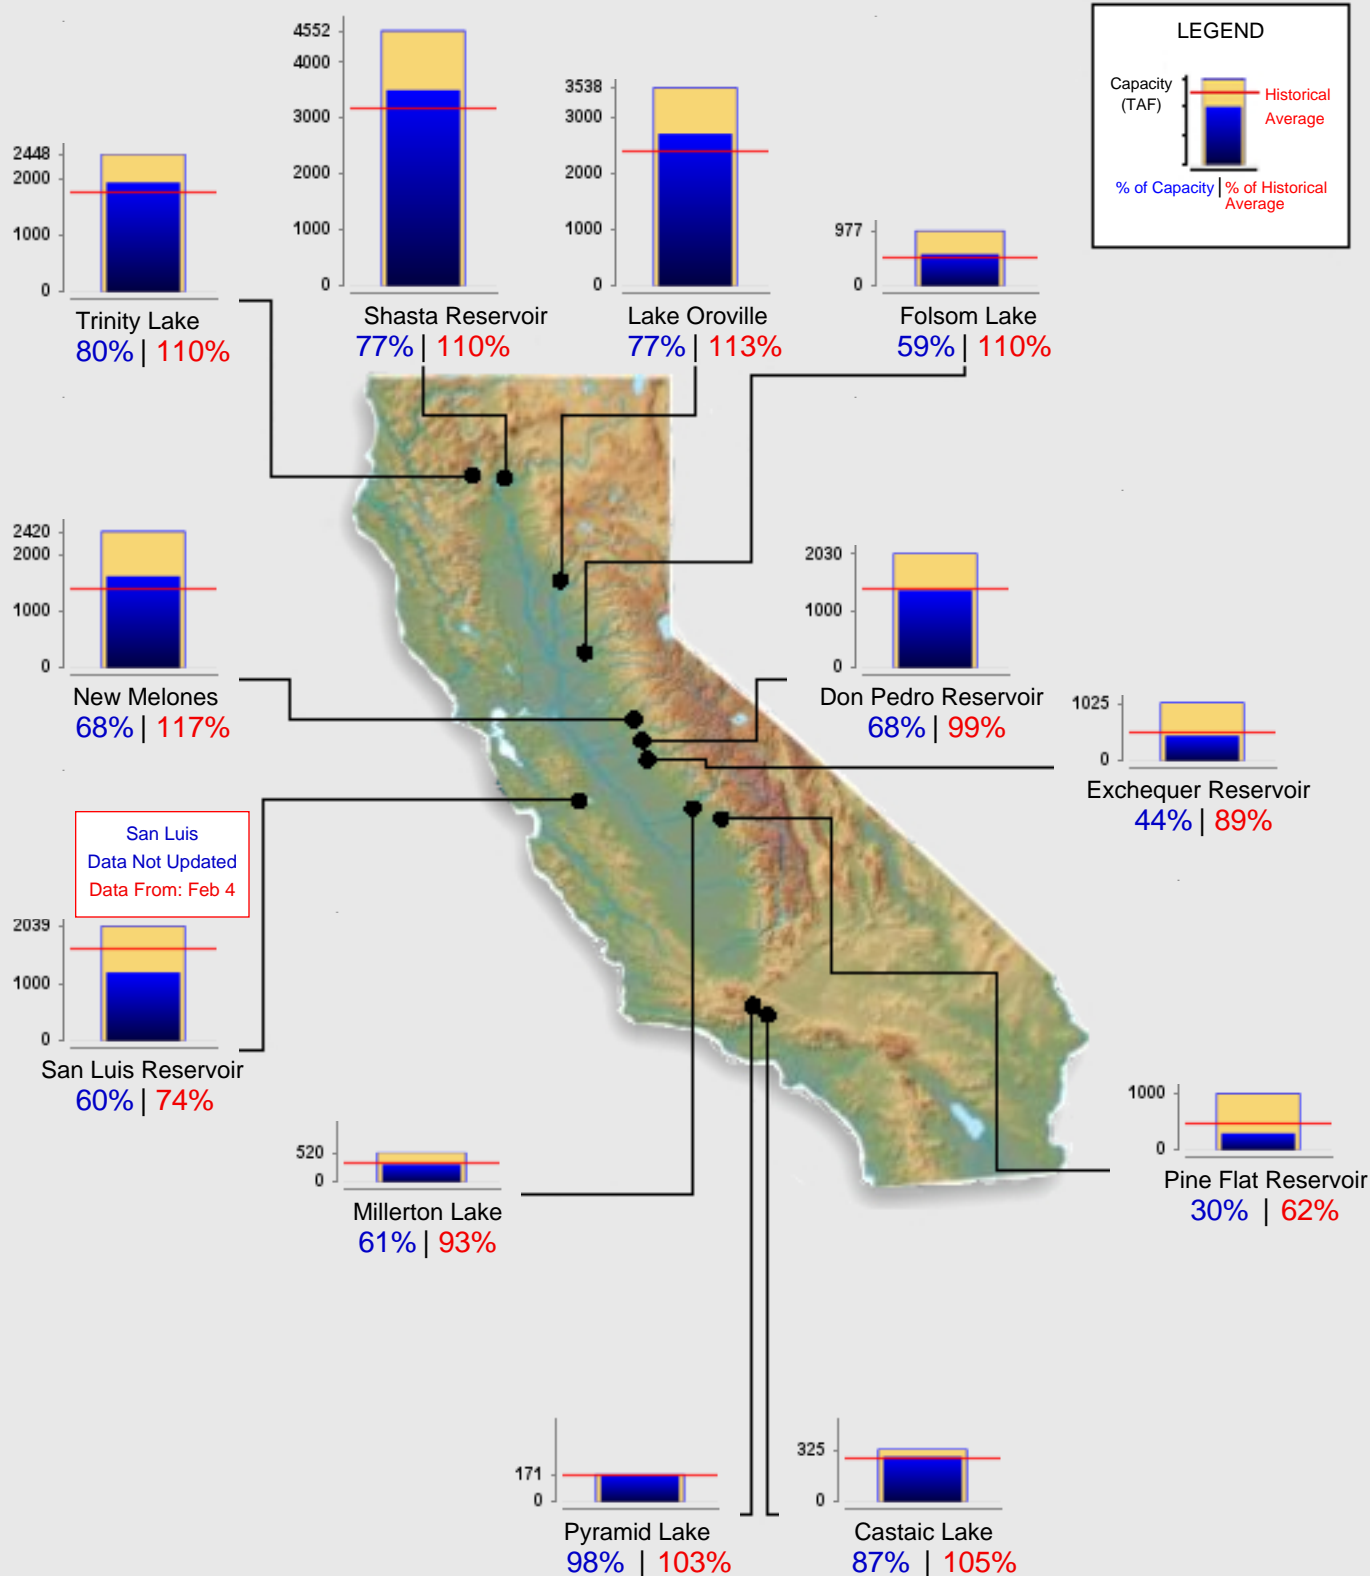 LEGEND
Capacity
(TAF)
Historical
Average
% of Capacity | % of Historical
Average
4552
4000
3000
2000
1000
0
Shasta Reservoir
77% | 110%
3538
3000
2000
1000
0
Lake Oroville
77% | 113%
2448
2000
1000
0
Trinity Lake
80% | 110%
977
0
Folsom Lake
59% | 110%
2420
2000
1000
0
New Melones
68% | 117%
2030
1000
0
Don Pedro Reservoir
68% | 99%
1025
0
Exchequer Reservoir
44% | 89%
San Luis
Data Not Updated
Data From: Feb 4
2039
1000
0
San Luis Reservoir
60% | 74%
520
0
Millerton Lake
61% | 93%
1000
0
Pine Flat Reservoir
30% | 62%
171
0
Pyramid Lake
98% | 103%
325
0
Castaic Lake
87% | 105%